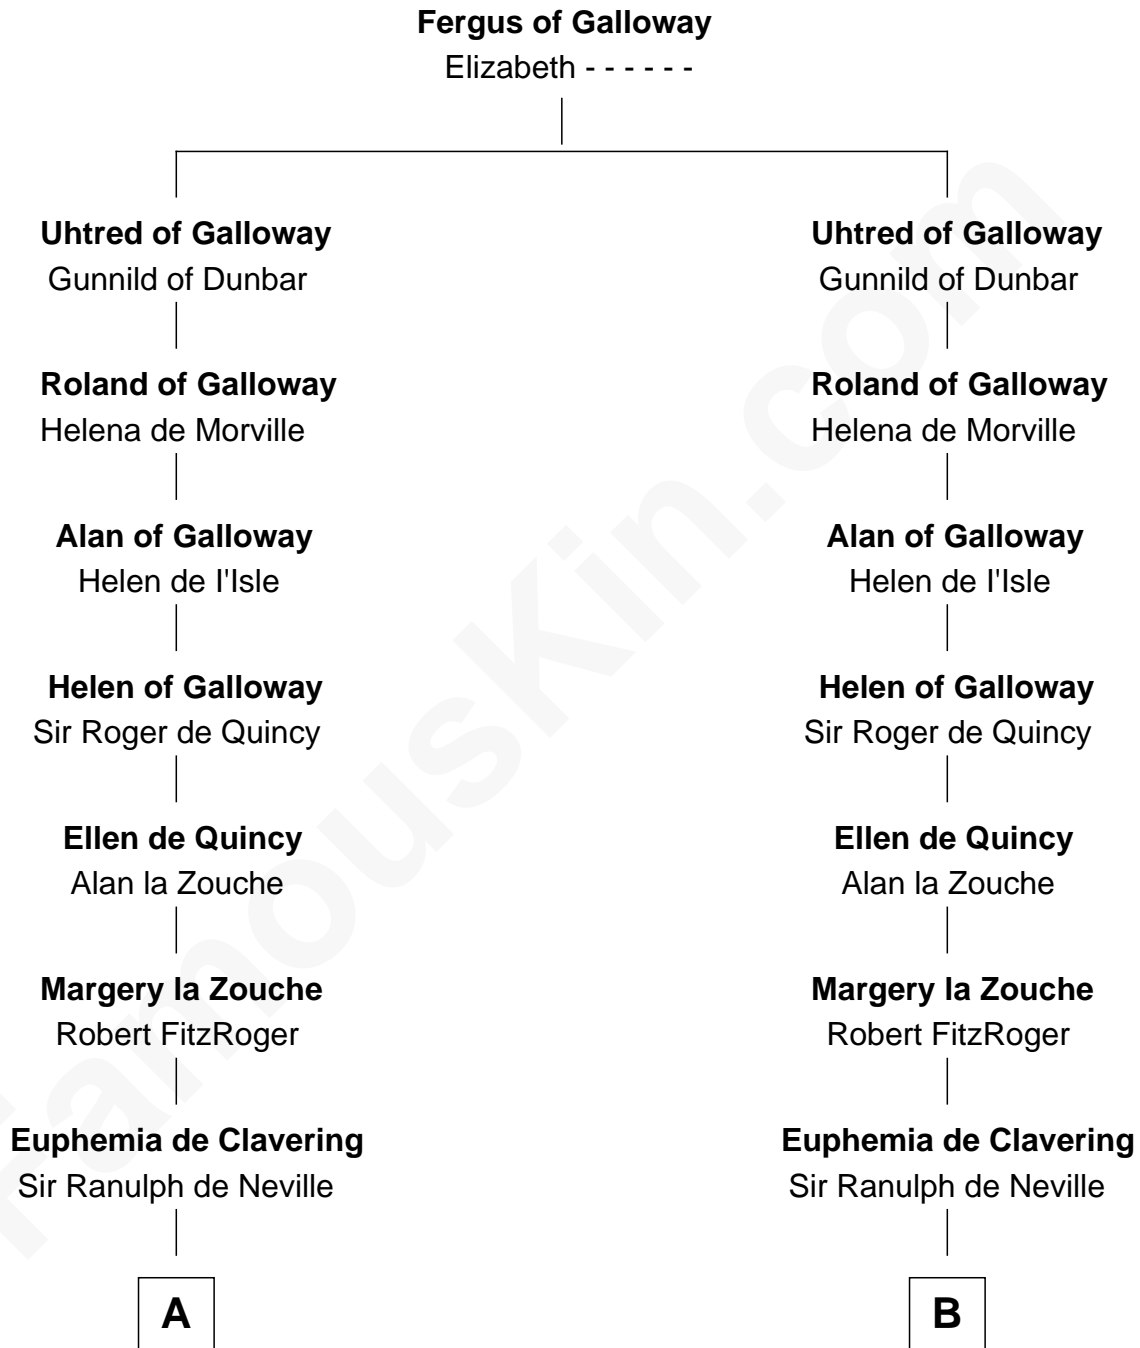 Fergus of Galloway
Elizabeth - - - - - -
Uhtred of Galloway
Gunnild of Dunbar
Roland of Galloway
Helena de Morville
Alan of Galloway
Helen de l'Isle
Helen of Galloway
Sir Roger de Quincy
Ellen de Quincy
Alan la Zouche
Margery la Zouche
Robert FitzRoger
Euphemia de Clavering
Sir Ranulph de Neville
A
Uhtred of Galloway
Gunnild of Dunbar
Roland of Galloway
Helena de Morville
Alan of Galloway
Helen de l'Isle
Helen of Galloway
Sir Roger de Quincy
Ellen de Quincy
Alan la Zouche
Margery la Zouche
Robert FitzRoger
Euphemia de Clavering
Sir Ranulph de Neville
B
FamousKin.com